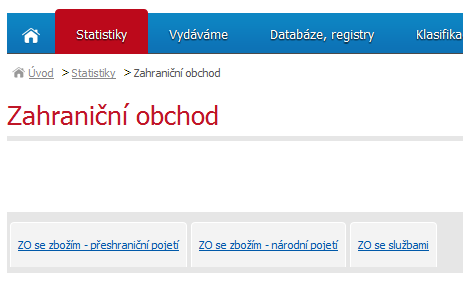 Statistiky Vydáváme Databáze, registry Klasifika
Úvod > Statistiky > Zahraniční obchod
Zahraniční obchod
ZO se zbožím - přeshraniční pojetí ZO se zbožím - národní pojetí ZO se službami